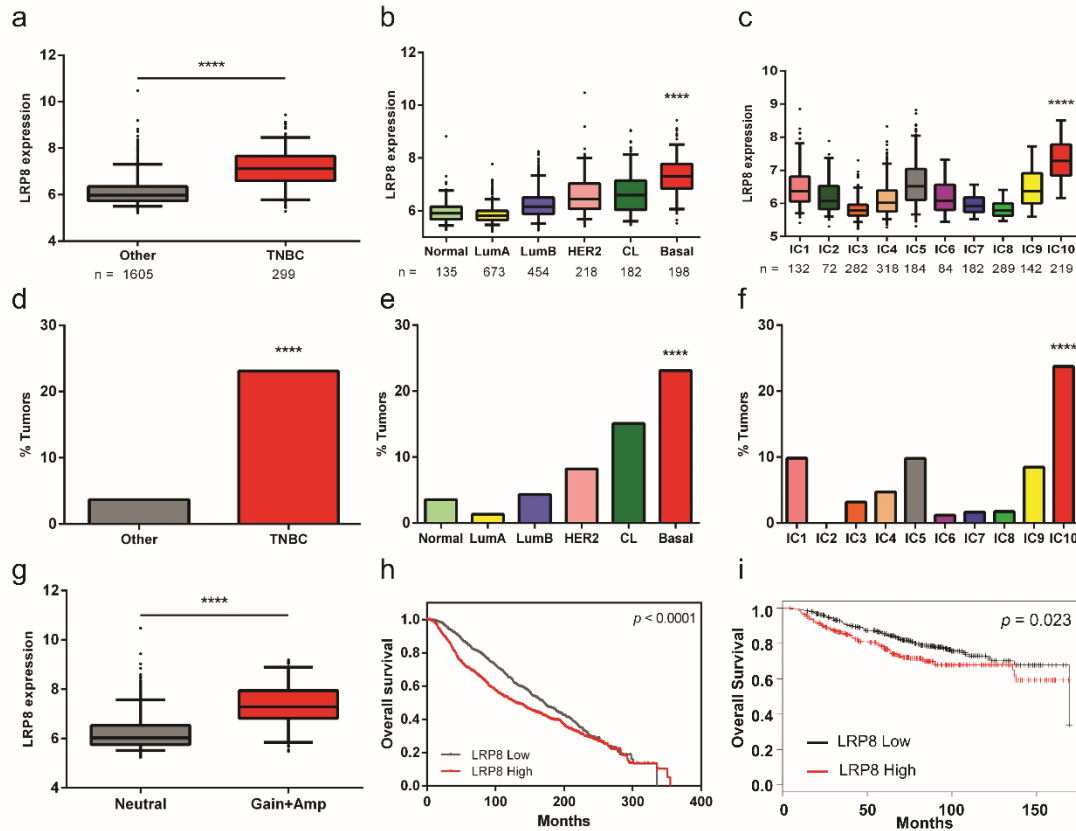 a
12
10
8
6
4
LRP8 expression
****
Other TNBC
n = 1605 299
b
12
10
8
6
LRP8 expression
****
Normal LumA LumB HER2 CL Basal
n = 135 673 454 218 182 198
c
10
9
8
7
6
5
LRP8 expression
****
IC1 IC2 IC3 IC4 IC5 IC6 IC7 IC8 IC9 IC10
n = 132 72 282 318 184 84 182 289 142 219
d
30
20
10
0
% Tumors
****
Other TNBC
e
30
20
10
0
% Tumors
****
Normal LumA LumB HER2 CL Basal
f
30
20
10
0
% Tumors
****
IC1 IC2 IC3 IC4 IC5 IC6 IC7 IC8 IC9 IC10
g
12
10
8
6
4
LRP8 expression
****
Neutral Gain+Amp
h
1.0
0.8
0.6
0.4
0.2
0.0
Overall survival
p < 0.0001
LRP8 Low
LRP8 High
0 100 200 300 400
Months
i
1.0
0.8
0.6
0.4
0.2
0.0
Overall Survival
p = 0.023
LRP8 Low
LRP8 High
0 50 100 150
Months